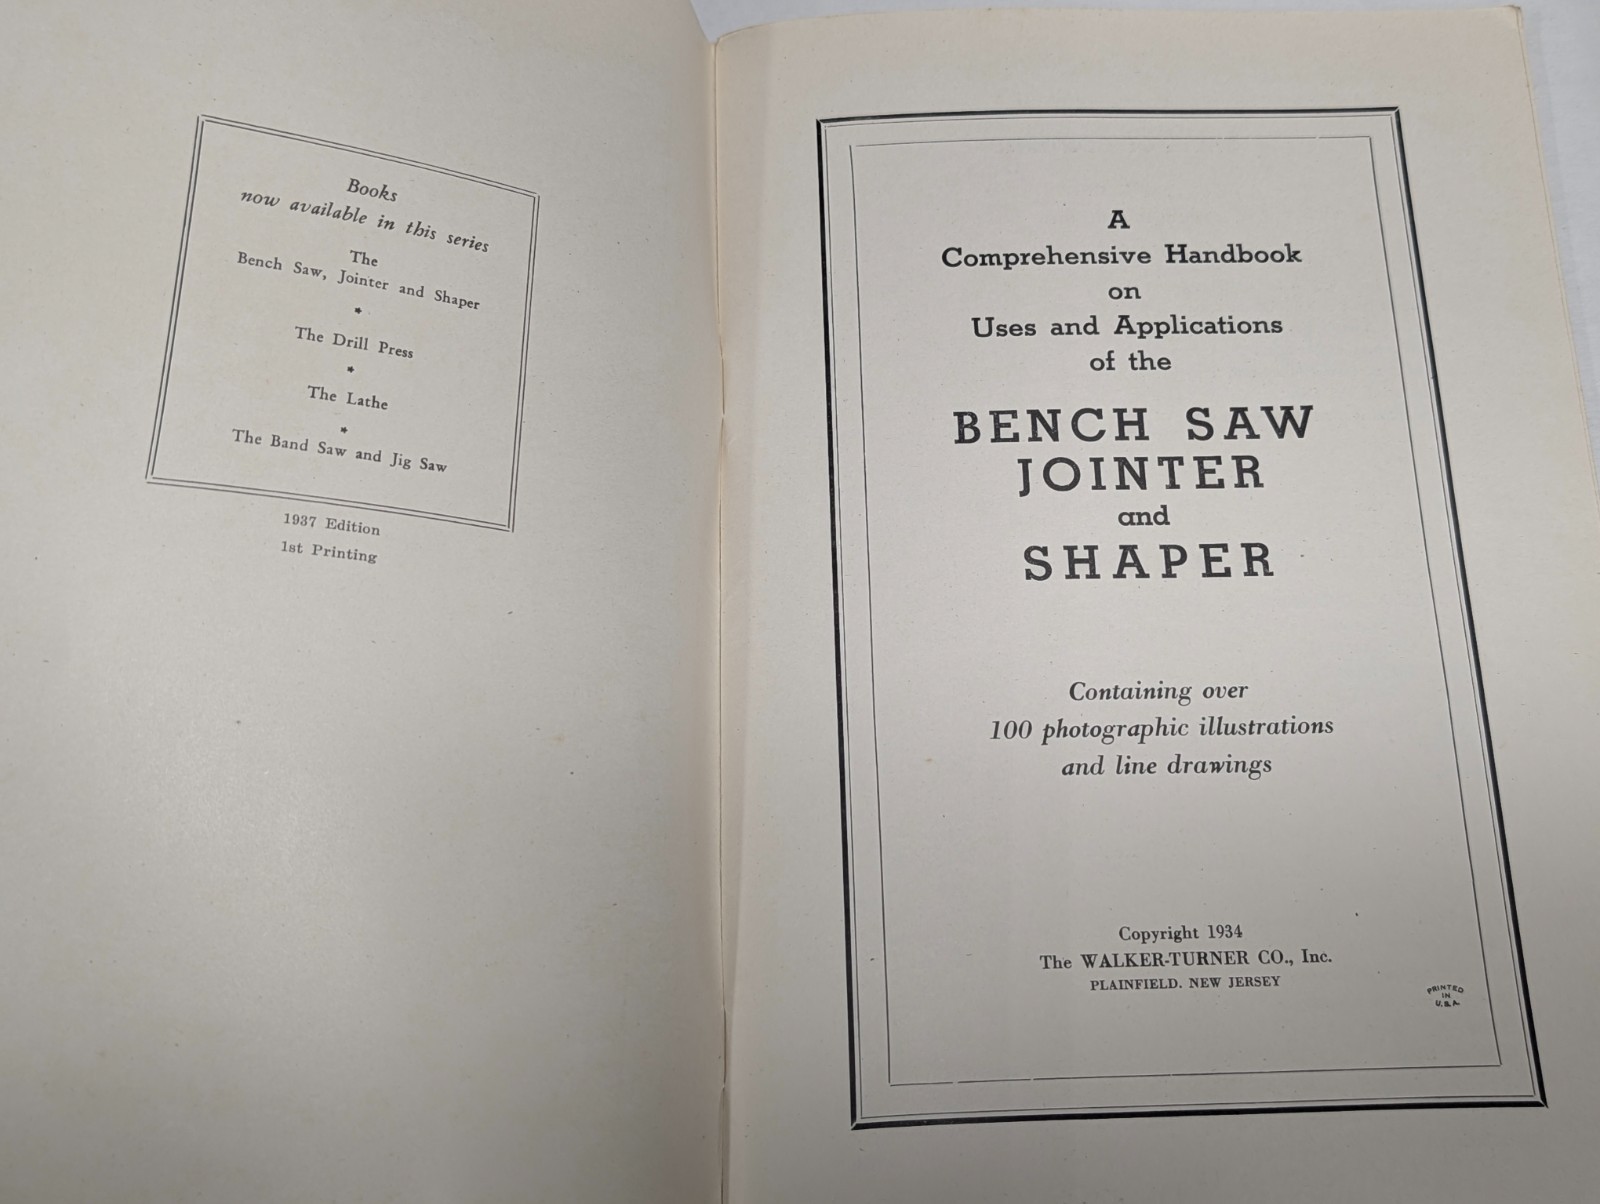 Books
now available in this series
The
Bench Saw, Jointer and Shaper
*
The Drill Press
*
The Lathe
*
The Band Saw and Jig Saw
1937 Edition
1st Printing
A
Comprehensive Handbook
on
Uses and Applications
of the
BENCH SAW
JOINTER
and
SHAPER
Containing over
100 photographic illustrations
and line drawings
Copyright 1934
The WALKER-TURNER CO., Inc.
PLAINFIELD. NEW JERSEY
PRINTED
IN
U.S.A.